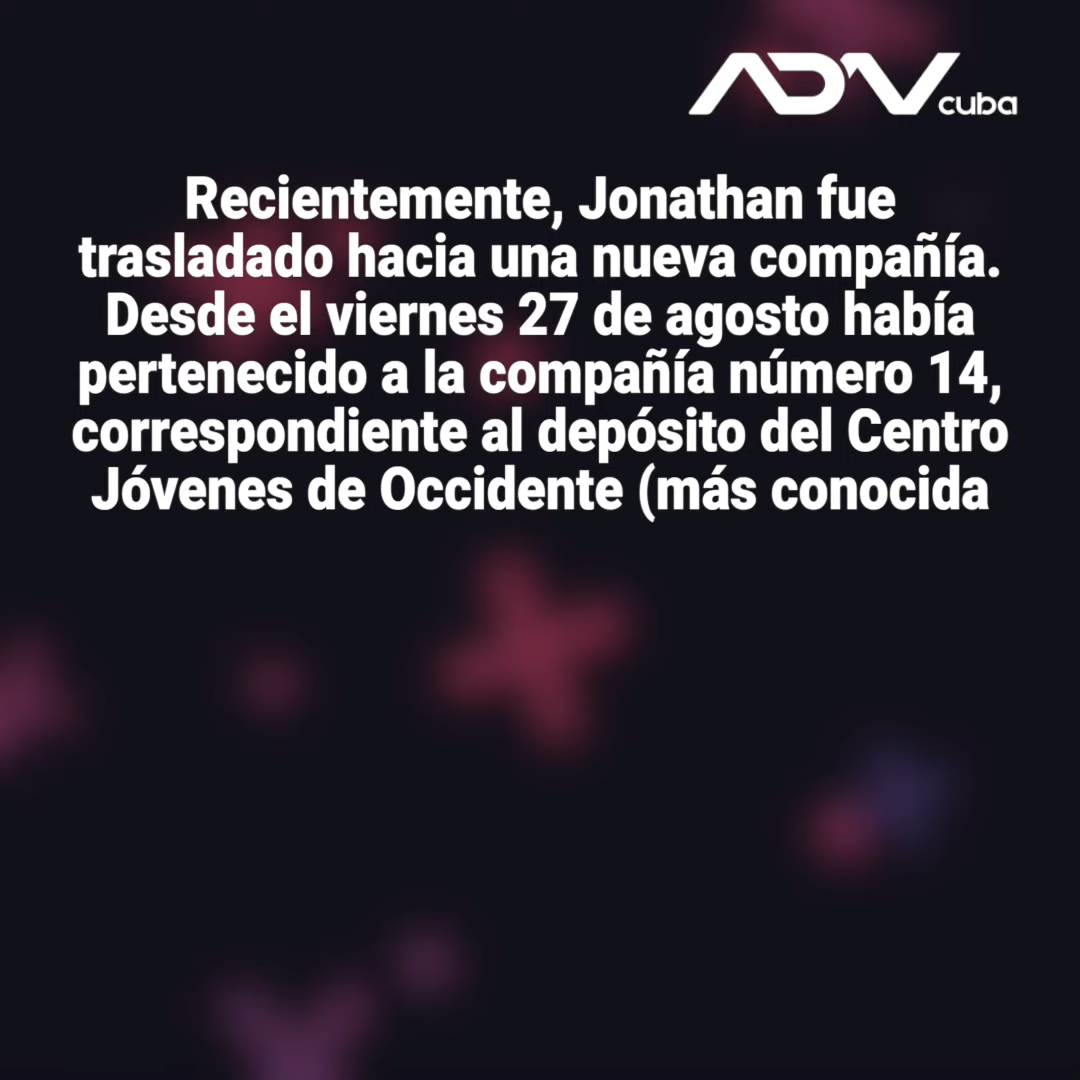 ADN cuba
Recientemente, Jonathan fue
trasladado hacia una nueva compañía.
Desde el viernes 27 de agosto había
pertenecido a la compañía número 14,
correspondiente al depósito del Centro
Jóvenes de Occidente (más conocida